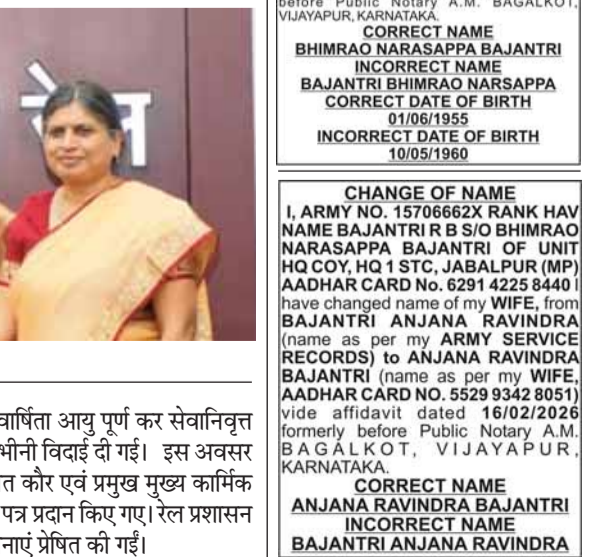 रेल
वार्षिता आयु पूर्ण कर सेवानिवृत्त
भीनी विदाई दी गई। इस अवसर
त कौर एवं प्रमुख मुख्य कार्मिक
पत्र प्रदान किए गए। रेल प्रशासन
नाएं प्रेषित की गईं।
before Public Notary A.M. BAGALKOT,
VIJAYAPUR, KARNATAKA.
CORRECT NAME
BHIMRAO NARASAPPA BAJANTRI
INCORRECT NAME
BAJANTRI BHIMRAO NARSAPPA
CORRECT DATE OF BIRTH
01/06/1955
INCORRECT DATE OF BIRTH
10/05/1960
CHANGE OF NAME
I, ARMY NO. 15706662X RANK HAV
NAME BAJANTRI R B S/O BHIMRAO
NARASAPPA BAJANTRI OF UNIT
HQ COY, HQ 1 STC, JABALPUR (MP)
AADHAR CARD No. 6291 4225 8440 I
have changed name of my WIFE, from
BAJANTRI ANJANA RAVINDRA
(name as per my ARMY SERVICE
RECORDS) to ANJANA RAVINDRA
BAJANTRI (name as per my WIFE,
AADHAR CARD NO. 5529 9342 8051)
vide affidavit dated 16/02/2026
formerly before Public Notary A.M.
BAGALKOT, VIJAYAPUR,
KARNATAKA.
CORRECT NAME
ANJANA RAVINDRA BAJANTRI
INCORRECT NAME
BAJANTRI ANJANA RAVINDRA